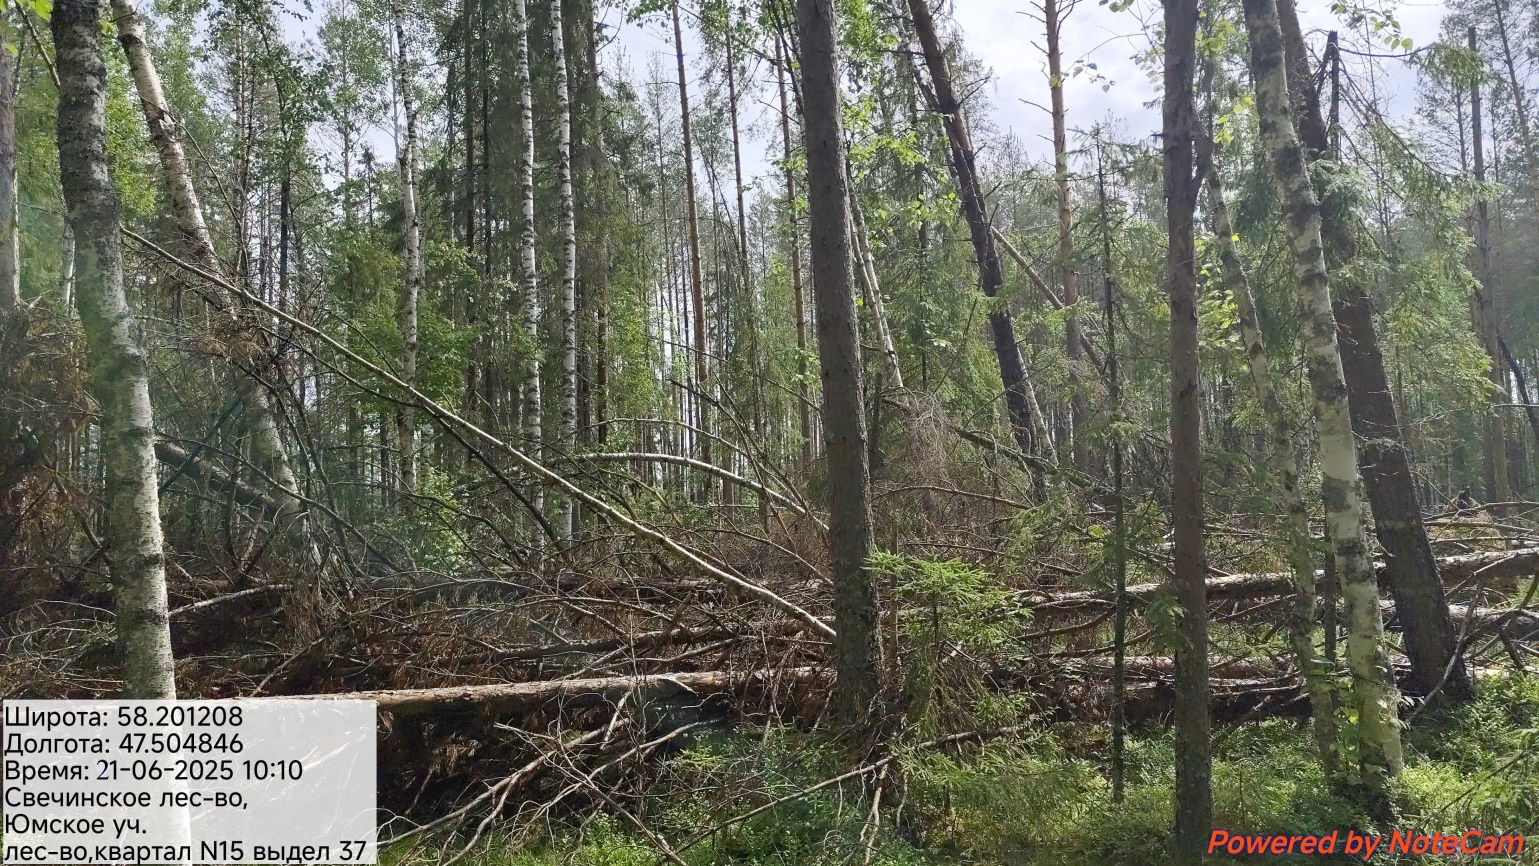 Широта: 58.201208
Долгота: 47.504846
Время: 21-06-2025 10:10
Свечинское лес-во,
Юмское уч.
лес-во,квартал N15 выдел 37
Powered by NoteCam